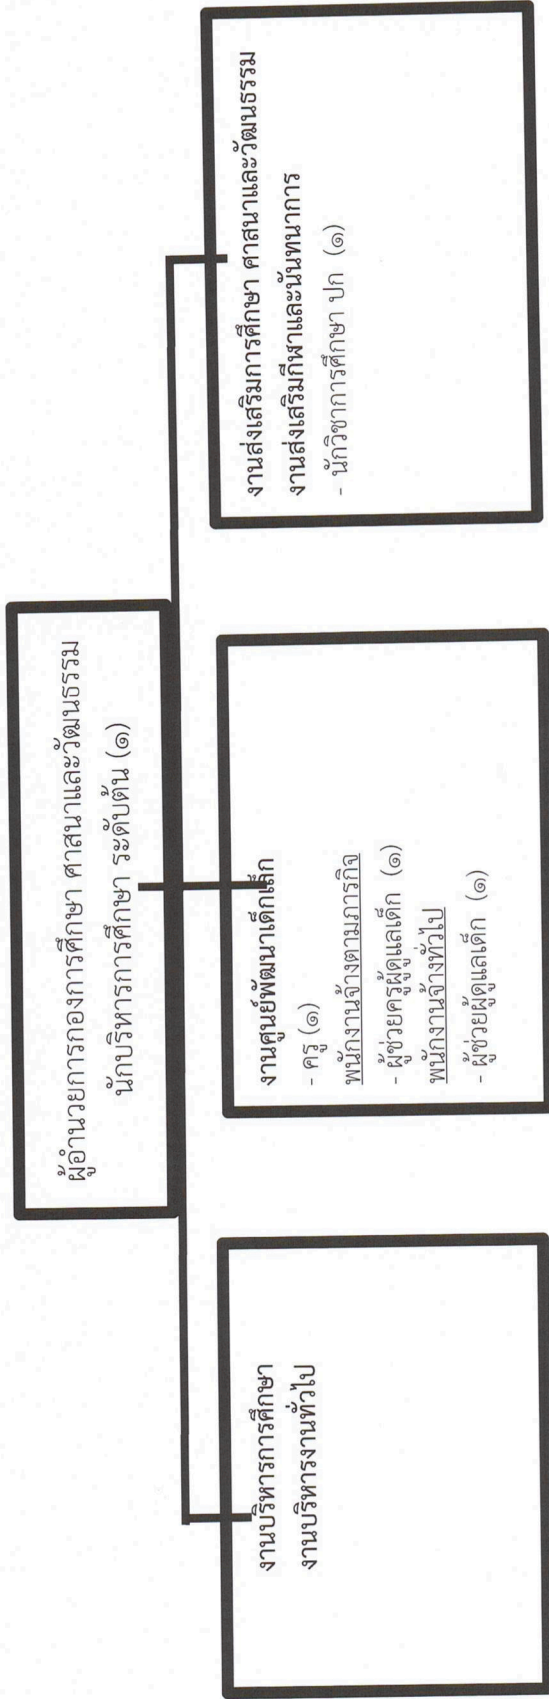 ผู้อำนวยการกองการศึกษา ศาสนาและวัฒนธรรม
นักบริหารการศึกษา ระดับต้น (๑)
งานบริหารการศึกษา
งานบริหารงานทั่วไป
งานศูนย์พัฒนาเด็กเล็ก
- ครู (๑)
พนักงานจ้างตามภารกิจ
- ผู้ช่วยครูผู้ดูแลเด็ก (๑)
พนักงานจ้างทั่วไป
- ผู้ช่วยผู้ดูแลเด็ก (๑)
งานส่งเสริมการศึกษา ศาสนาและวัฒนธรรม
งานส่งเสริมกีฬาและนันทนาการ
- นักวิชาการศึกษา ปก (๑)